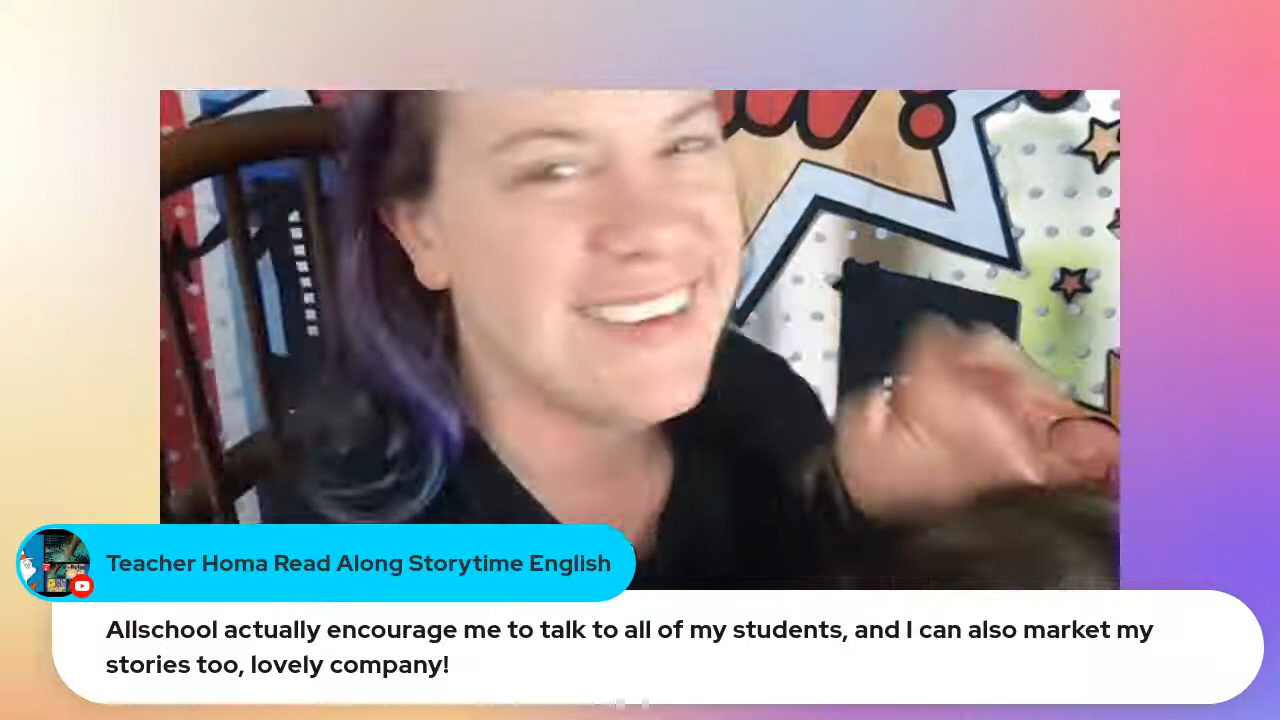 Teacher Homa Read Along Storytime English
Allschool actually encourage me to talk to all of my students, and I can also market my
stories too, lovely company!